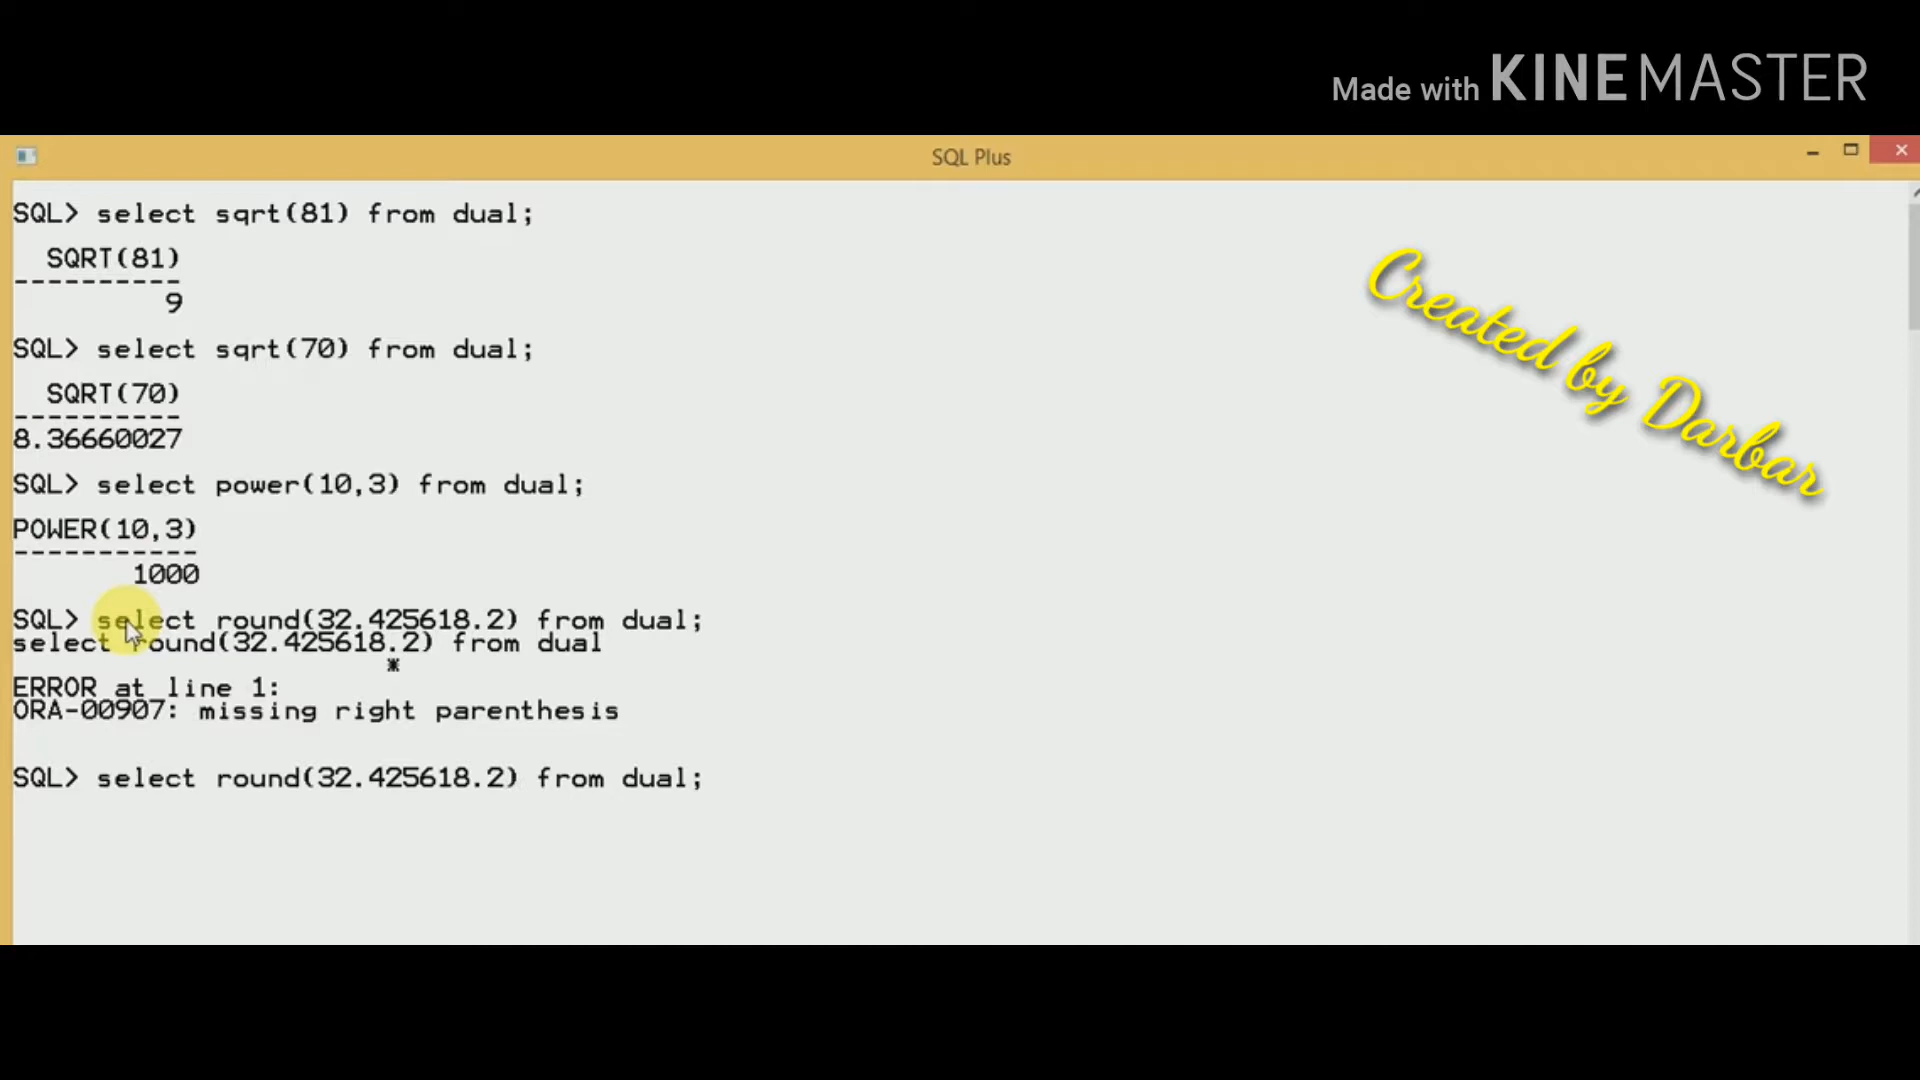 Made with KINEMASTER
SQL Plus
SQL> select sqrt(81) from dual;
SQRT(81)
----------
9
SQL> select sqrt(70) from dual;
SQRT(70)
----------
8.36660027
SQL> select power(10,3) from dual;
POWER(10,3)
-----------
1000
SQL> select round(32.425618.2) from dual;
select round(32.425618.2) from dual
*
ERROR at line 1:
ORA-00907: missing right parenthesis
SQL> select round(32.425618.2) from dual;
Created by Darbar